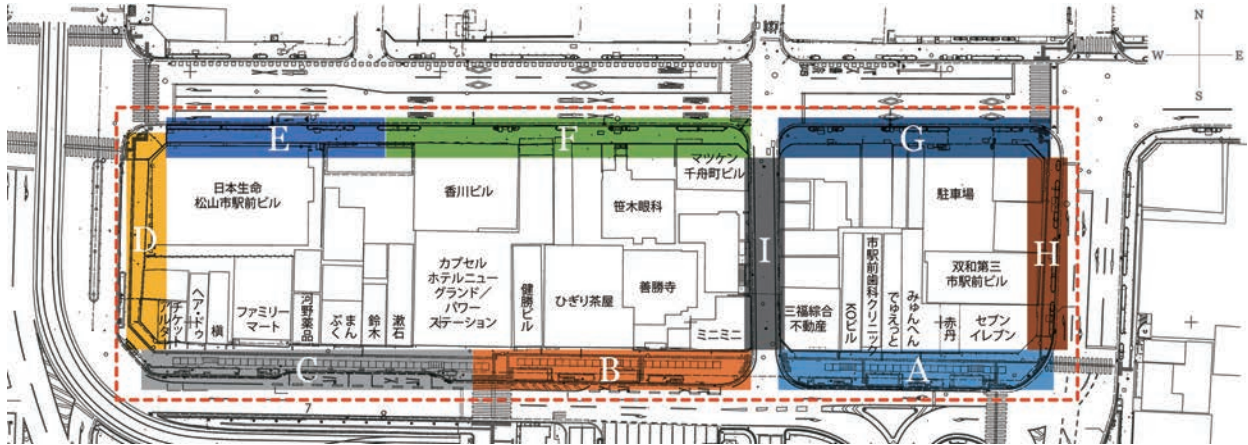 N
W E
S
E
F
G
マツケン
千舟町ビル
日本生命
松山市駅前ビル
香川ビル
笹木眼科
駐車場
D
I
H
カプセル
ホテルニュー
グランド／
パワー
ステーション
ひぎり茶屋
善勝寺
双和第三
市駅前ビル
チケット
アルタ
ヘア・ドゥ
槇
ファミリー
マート
河野薬品
まん
ぷく
鈴木
漱石
健勝ビル
ミニミニ
三福綜合
不動産
KOビル
市駅前歯科クリニック
でゅえっと
みゅんへん
赤丹
セブン
イレブン
C
B
A
7